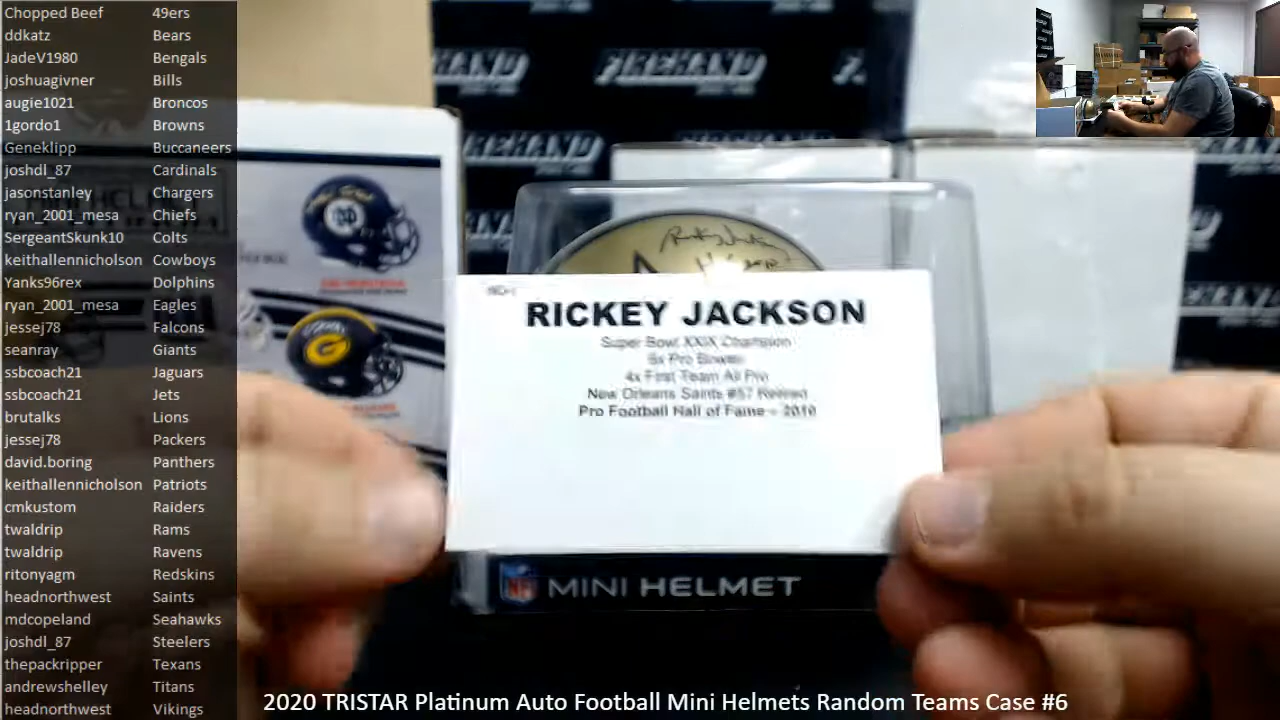 Chopped Beef 49ers
ddkatz Bears
JadeV1980 Bengals
joshuagivner Bills
augie1021 Broncos
1gordo1 Browns
Geneklipp Buccaneers
joshdl_87 Cardinals
jasonstanley Chargers
ryan_2001_mesa Chiefs
SergeantSkunk10 Colts
keithallennicholson Cowboys
Yanks96rex Dolphins
ryan_2001_mesa Eagles
jessej78 Falcons
seanray Giants
ssbcoach21 Jaguars
ssbcoach21 Jets
brutalks Lions
jessej78 Packers
david.boring Panthers
keithallennicholson Patriots
cmkustom Raiders
twaldrip Rams
twaldrip Ravens
ritonyagm Redskins
headnorthwest Saints
mdcopeland Seahawks
joshdl_87 Steelers
thepackripper Texans
andrewshelley Titans
headnorthwest Vikings
FIREHAND
FIREHAND
RICKEY JACKSON
Super Bowl XXIX Champion
6x Pro Bowler
4x First Team All Pro
New Orleans Saints #57 Retired
Pro Football Hall of Fame - 2010
NFL MINI HELMET
2020 TRISTAR Platinum Auto Football Mini Helmets Random Teams Case #6